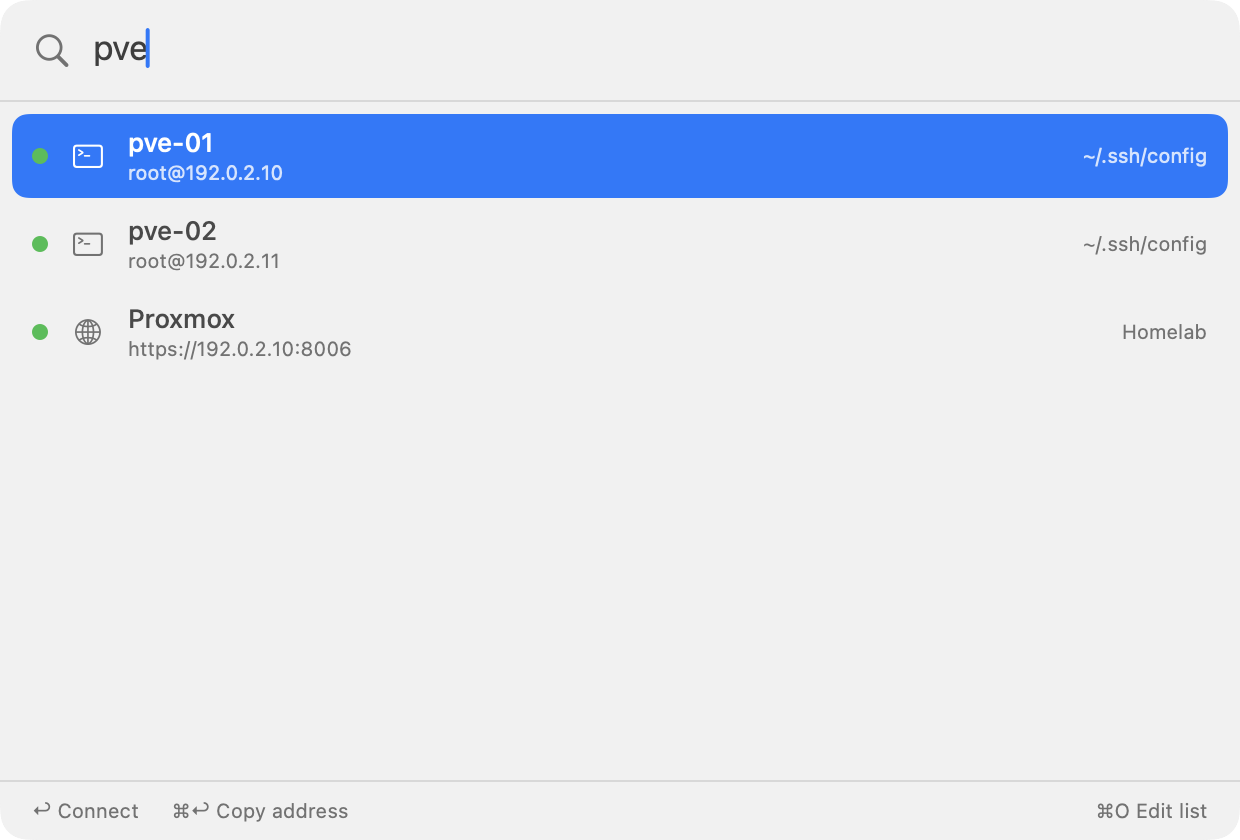 pve
pve-01
root@192.0.2.10
~/.ssh/config
pve-02
root@192.0.2.11
~/.ssh/config
Proxmox
https://192.0.2.10:8006
Homelab
↩ Connect ⌘↩ Copy address ⌘O Edit list